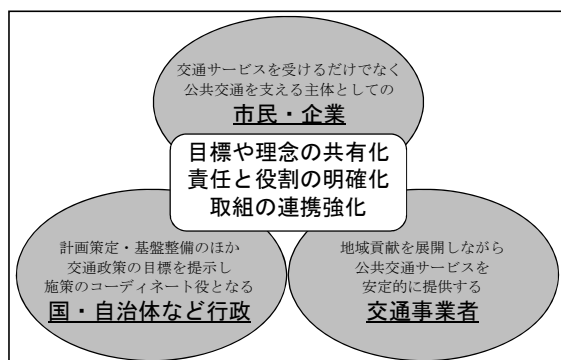 交通サービスを受けるだけでなく
公共交通を支える主体としての
市民・企業
目標や理念の共有化
責任と役割の明確化
取組の連携強化
計画策定・基盤整備のほか
交通政策の目標を提示し
施策のコーディネート役となる
国・自治体など行政
地域貢献を展開しながら
公共交通サービスを
安定的に提供する
交通事業者